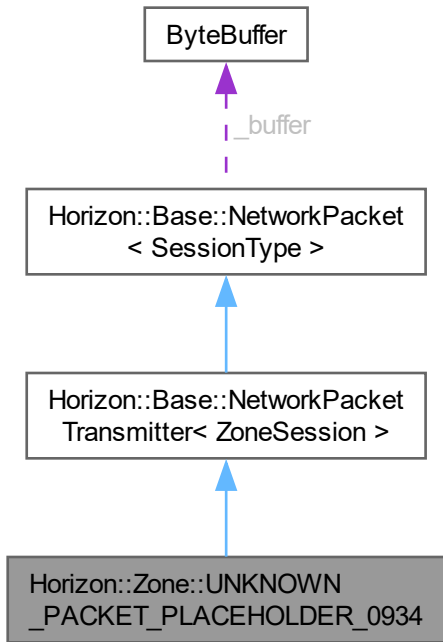 ByteBuffer
_buffer
Horizon::Base::NetworkPacket
< SessionType >
Horizon::Base::NetworkPacket
Transmitter< ZoneSession >
Horizon::Zone::UNKNOWN
_PACKET_PLACEHOLDER_0934